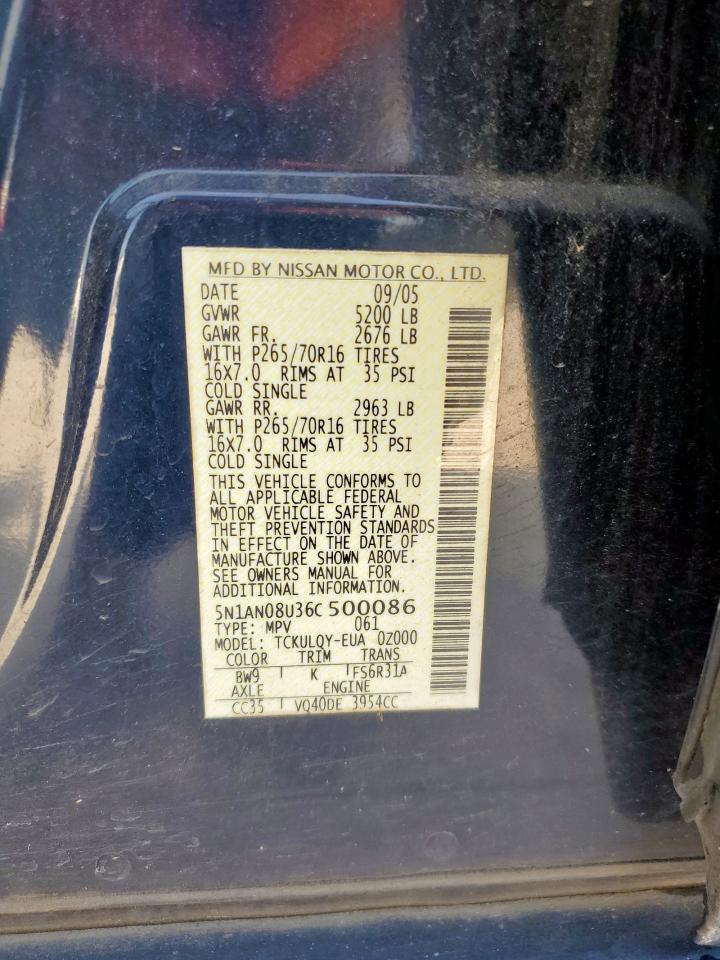 MFD BY NISSAN MOTOR CO., LTD.
DATE 09/05
GVWR 5200 LB
GAWR FR. 2676 LB
WITH P265/70R16 TIRES
16X7.0 RIMS AT 35 PSI
COLD SINGLE
GAWR RR. 2963 LB
WITH P265/70R16 TIRES
16X7.0 RIMS AT 35 PSI
COLD SINGLE
THIS VEHICLE CONFORMS TO
ALL APPLICABLE FEDERAL
MOTOR VEHICLE SAFETY AND
THEFT PREVENTION STANDARDS
IN EFFECT ON THE DATE OF
MANUFACTURE SHOWN ABOVE.
SEE OWNERS MANUAL FOR
ADDITIONAL INFORMATION.
5N1AN08U36C500086
TYPE: MPV 061
MODEL: TCKULQY-EUA 0Z000
COLOR TRIM TRANS
BW9 K FS6R31A
AXLE ENGINE
CC35 VQ40DE 3954CC